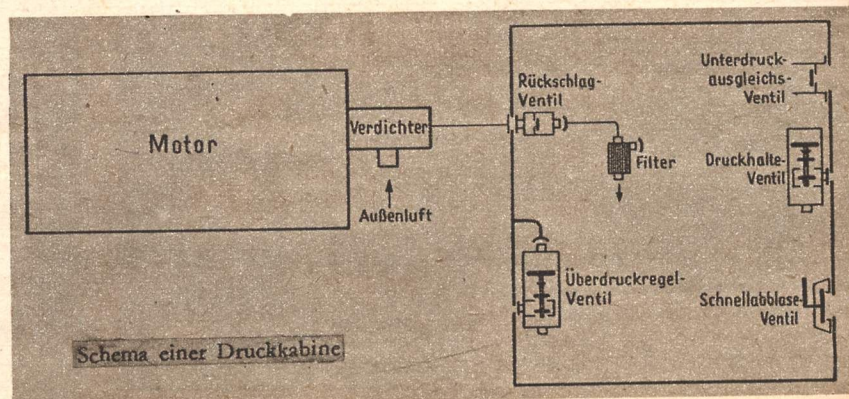 Motor
Verdichter
Außenluft
Rückschlag-
Ventil
Filter
Überdruckregel-
Ventil
Unterdruck-
ausgleichs-
Ventil
Druckhalte-
Ventil
Schnellabblase-
Ventil
Schema einer Druckkabine